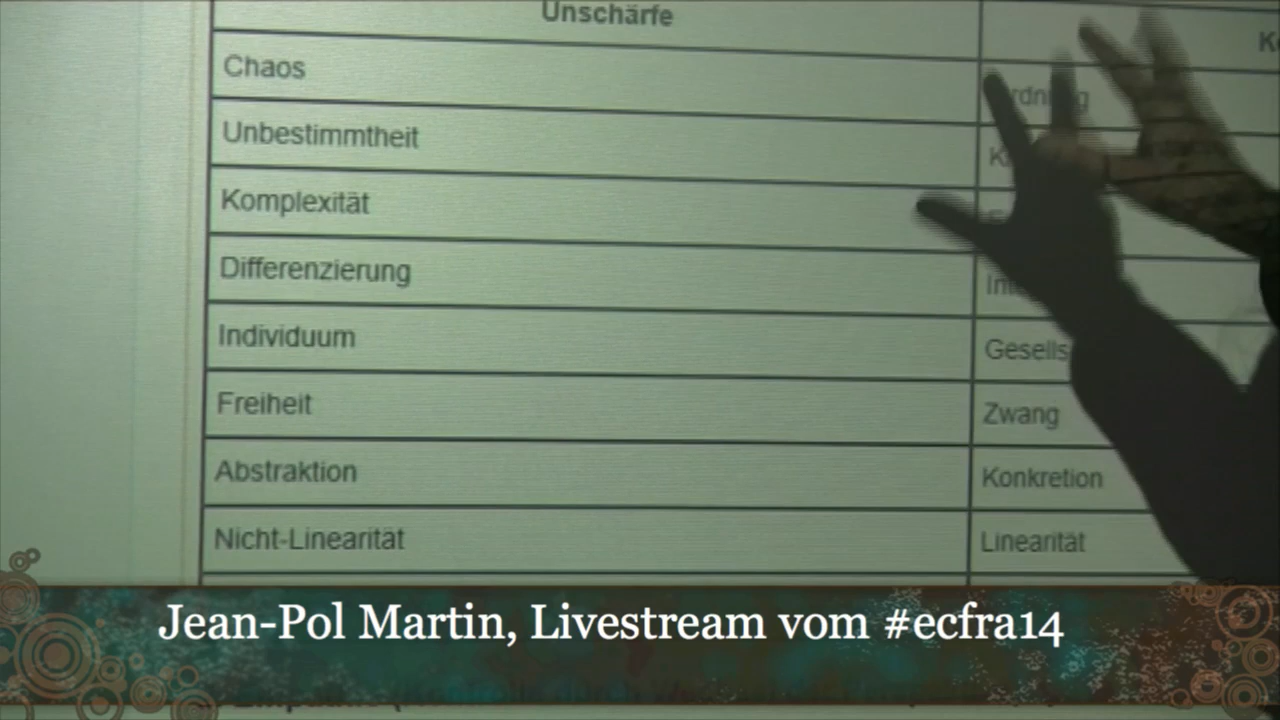 Unschärfe
Chaos
Unbestimmtheit
Komplexität
Differenzierung
Individuum
Gesells
Freiheit
Zwang
Abstraktion
Konkretion
Nicht-Linearität
Linearität
Jean-Pol Martin, Livestream vom #ecfra14